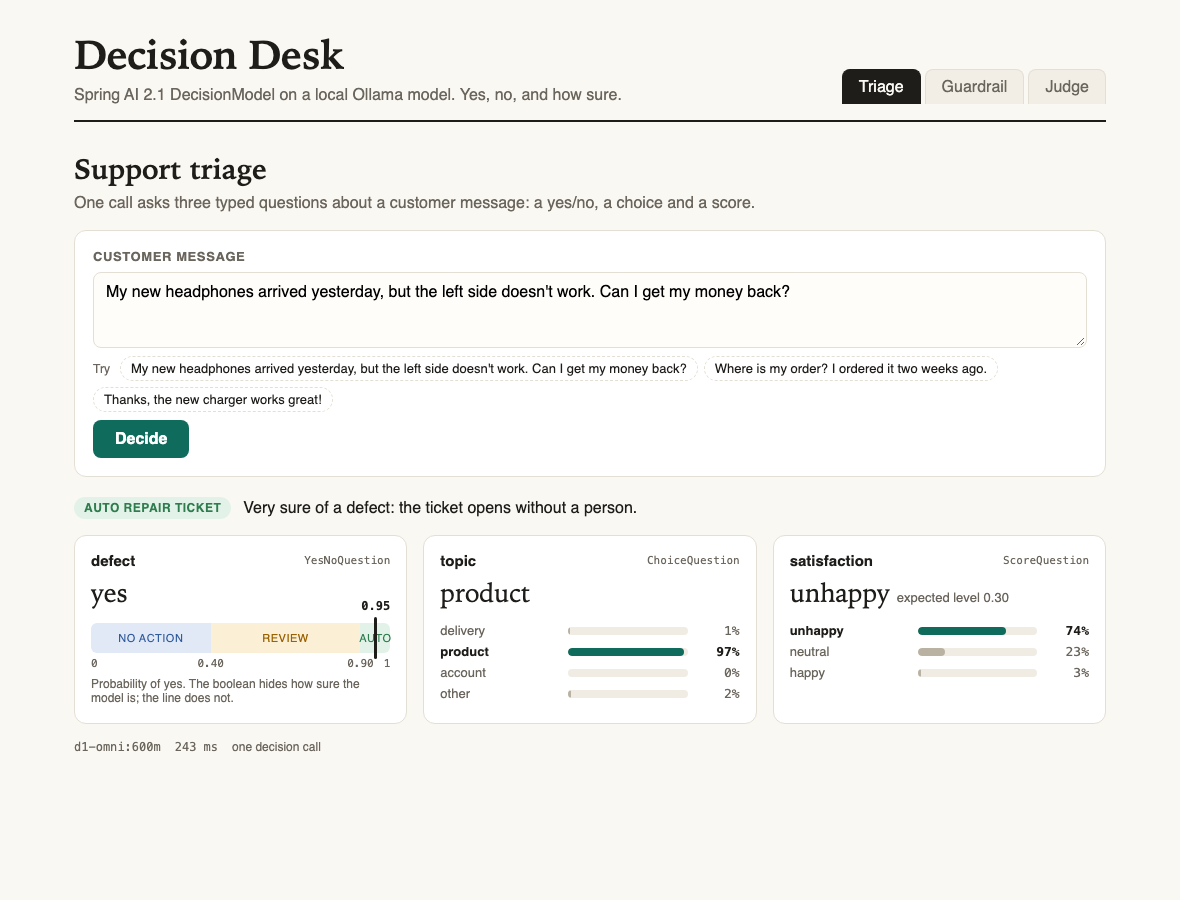 Decision Desk
Spring AI 2.1 DecisionModel on a local Ollama model. Yes, no, and how sure.
Triage Guardrail Judge
Support triage
One call asks three typed questions about a customer message: a yes/no, a choice and a score.
CUSTOMER MESSAGE
My new headphones arrived yesterday, but the left side doesn't work. Can I get my money back?
Try My new headphones arrived yesterday, but the left side doesn't work. Can I get my money back? Where is my order? I ordered it two weeks ago.
Thanks, the new charger works great!
Decide
AUTO REPAIR TICKET Very sure of a defect: the ticket opens without a person.
defect YesNoQuestion
yes
0.95
NO ACTION REVIEW AUTO
0 0.40 0.90 1
Probability of yes. The boolean hides how sure the
model is; the line does not.
topic ChoiceQuestion
product
delivery 1%
product 97%
account 0%
other 2%
satisfaction ScoreQuestion
unhappy expected level 0.30
unhappy 74%
neutral 23%
happy 3%
d1-omni:600m 243 ms one decision call